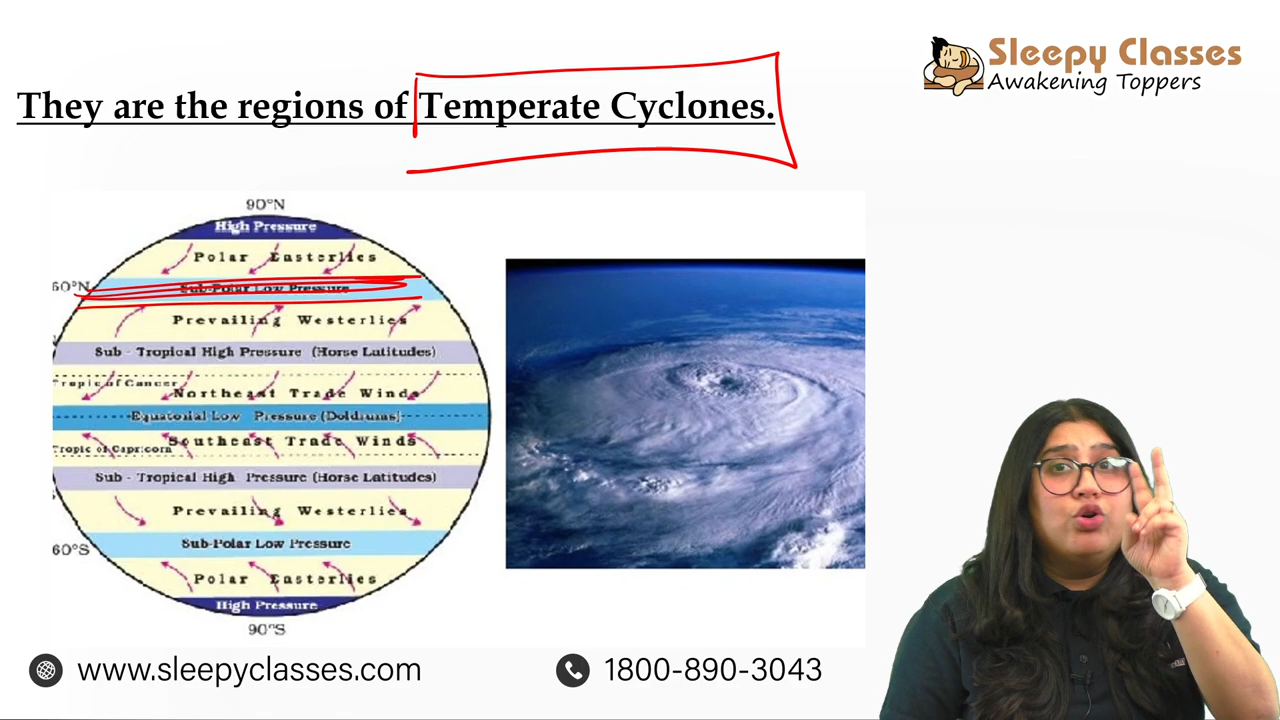 Sleepy Classes
Awakening Toppers
They are the regions of Temperate Cyclones.
90°N
High Pressure
Polar Easterlies
60°N
Sub-Polar Low Pressure
Prevailing Westerlies
Sub - Tropical High Pressure (Horse Latitudes)
Tropic of Cancer
Northeast Trade Winds
Equatorial Low Pressure (Doldrums)
Southeast Trade Winds
Tropic of Capricorn
Sub - Tropical High Pressure (Horse Latitudes)
Prevailing Westerlies
60°S
Sub-Polar Low Pressure
Polar Easterlies
High Pressure
90°S
www.sleepyclasses.com
1800-890-3043